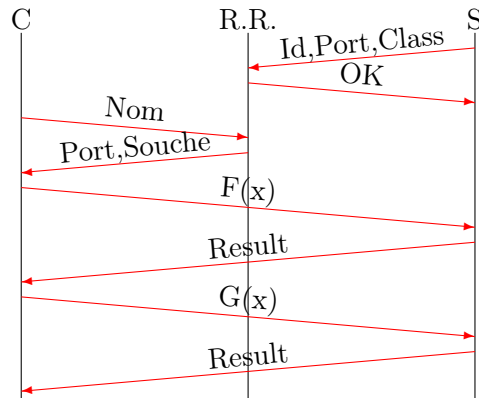 C R.R. S
Id,Port,Class
OK
Nom
Port,Souche
F(x)
Result
G(x)
Result